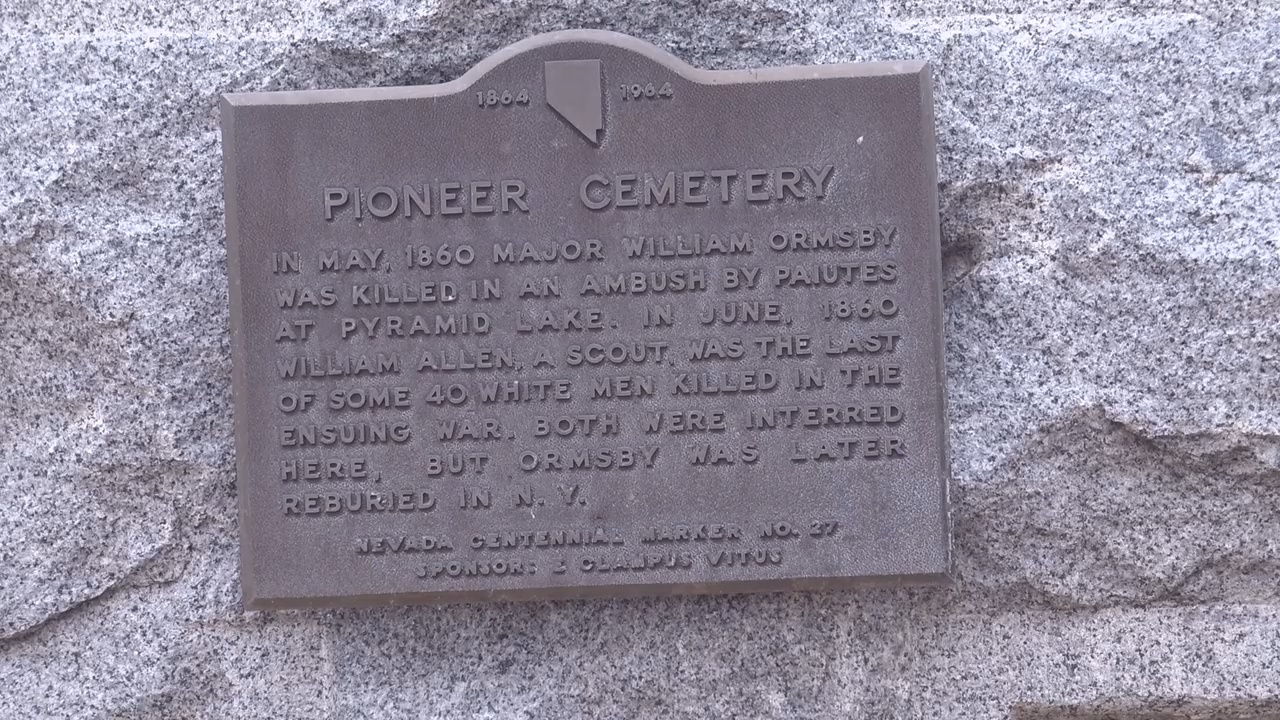 1864 1964
PIONEER CEMETERY
IN MAY, 1860 MAJOR WILLIAM ORMSBY
WAS KILLED IN AN AMBUSH BY PAIUTES
AT PYRAMID LAKE. IN JUNE, 1860
WILLIAM ALLEN, A SCOUT, WAS THE LAST
OF SOME 40 WHITE MEN KILLED IN THE
ENSUING WAR. BOTH WERE INTERRED
HERE, BUT ORMSBY WAS LATER
REBURIED IN N. Y.
NEVADA CENTENNIAL MARKER NO. 27
SPONSOR: E CLAMPUS VITUS